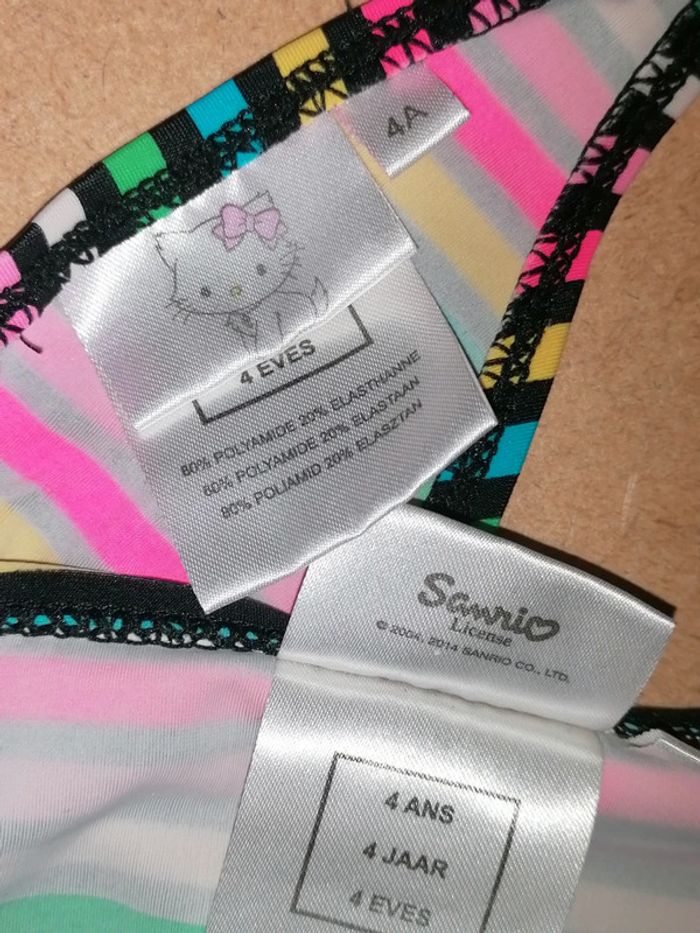 4A
4 EVES
80% POLYAMIDE 20% ELASTHANNE
80% POLYAMIDE 20% ELASTAAN
80% POLIAMID 20% ELASZTAN
Sanrio
License
© 2004, 2014 SANRIO CO., LTD.
4 ANS
4 JAAR
4 EVES